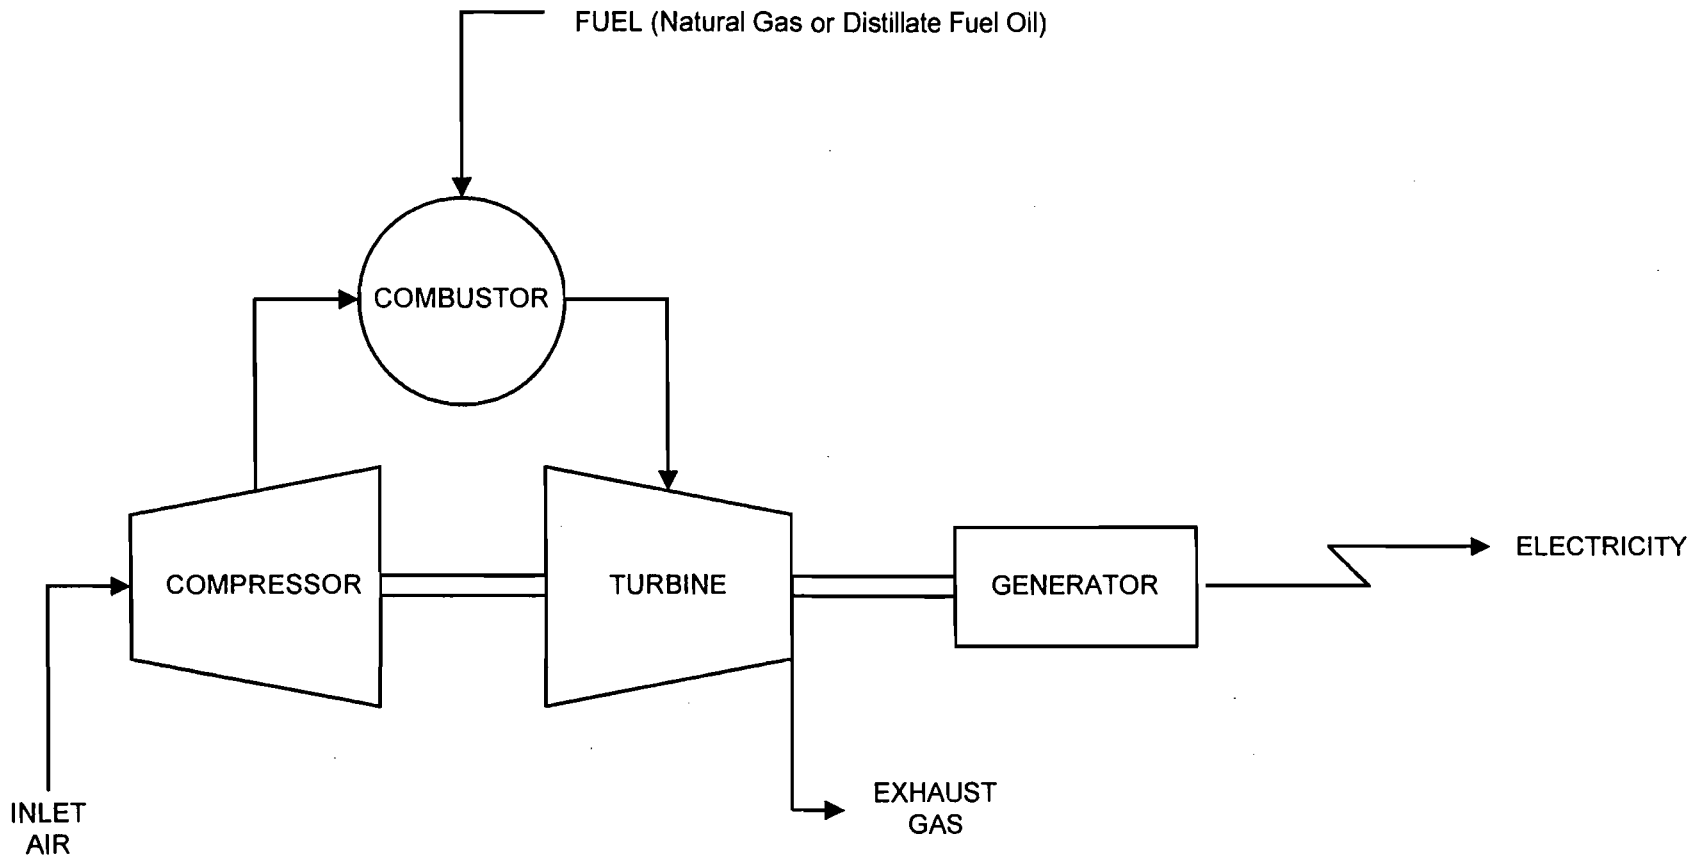 FUEL (Natural Gas or Distillate Fuel Oil)
COMBUSTOR
COMPRESSOR
TURBINE
GENERATOR
ELECTRICITY
INLET
AIR
EXHAUST
GAS